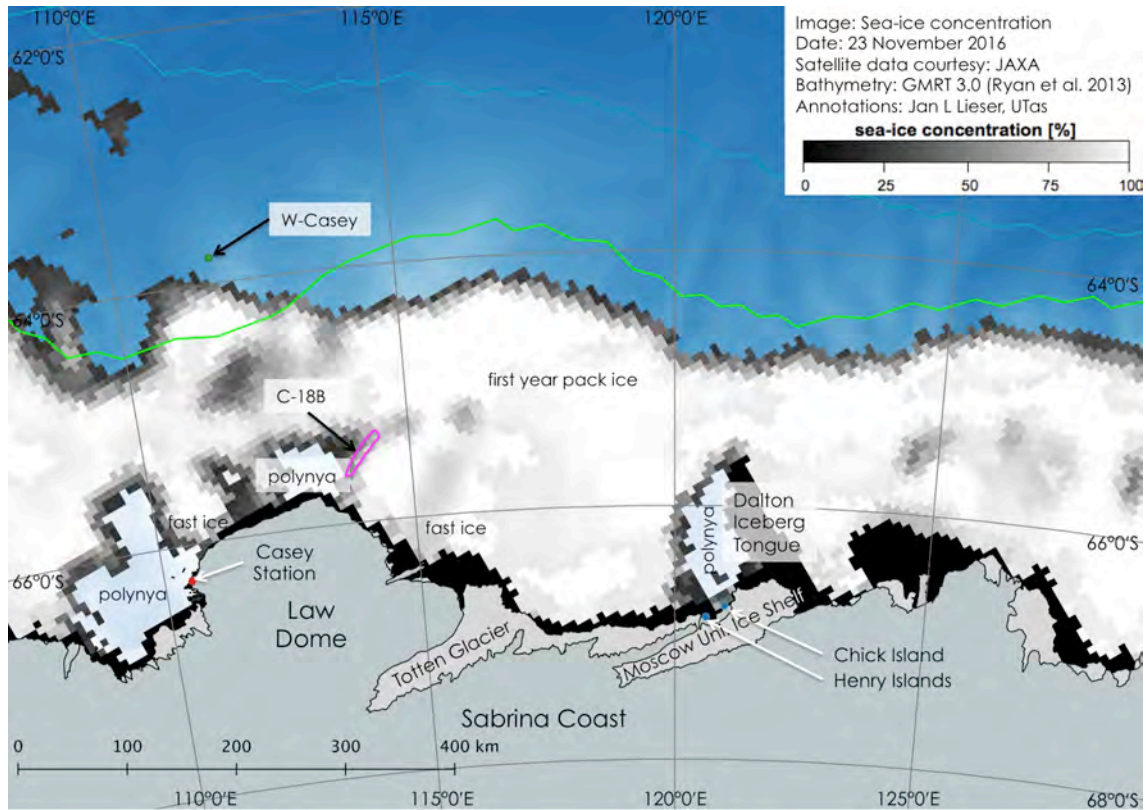 110°0'E
115°0'E
120°0'E
62°0'S
Image: Sea-ice concentration
Date: 23 November 2016
Satellite data courtesy: JAXA
Bathymetry: GMRT 3.0 (Ryan et al. 2013)
Annotations: Jan L Lieser, UTas
sea-ice concentration [%]
0
25
50
75
100
W-Casey
64°0'S
64°0'S
first year pack ice
C-18B
polynya
fast ice
fast ice
polynya
Dalton
Iceberg
Tongue
66°0'S
66°0'S
Casey
Station
polynya
Law
Dome
Totten Glacier
Moscow Uni. Ice Shelf
Chick Island
Henry Islands
Sabrina Coast
0
100
200
300
400 km
110°0'E
115°0'E
120°0'E
125°0'E
68°0'S